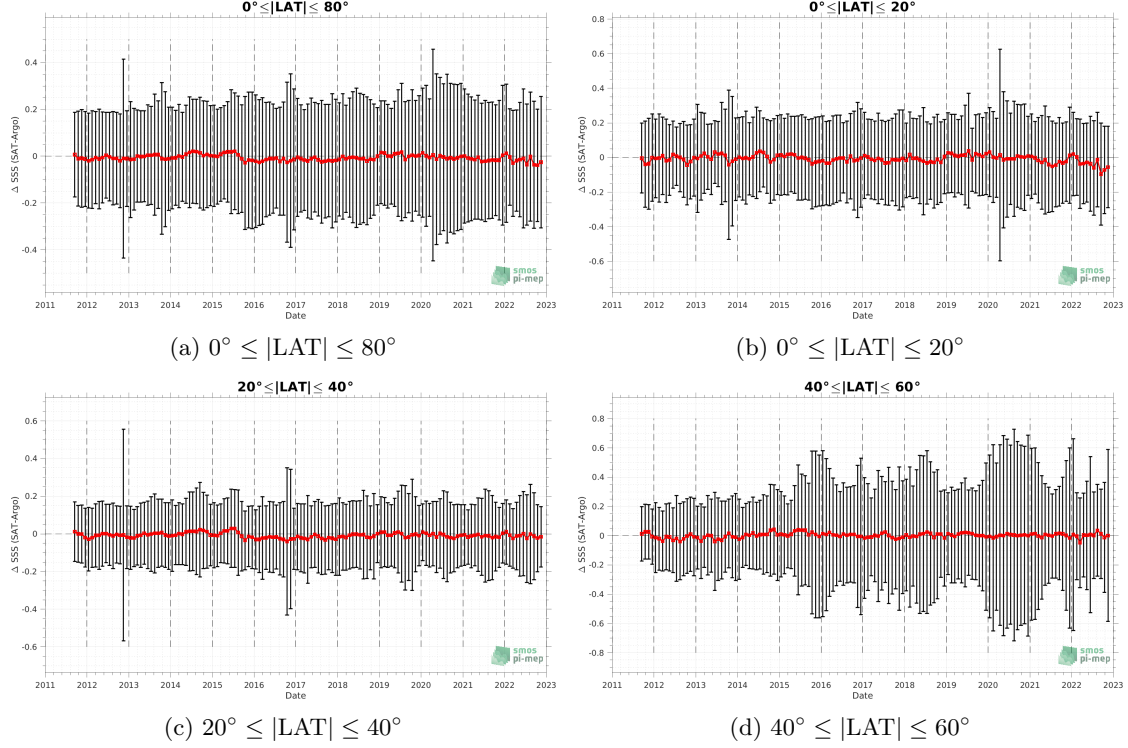 0°≤|LAT|≤ 80°
Δ SSS (SAT-Argo)
0.4
0.2
0
-0.2
-0.4
2011 2012 2013 2014 2015 2016 2017 2018 2019 2020 2021 2022 2023
Date
smos
pi-mep
(a) 0° ≤ |LAT| ≤ 80°
0°≤|LAT|≤ 20°
Δ SSS (SAT-Argo)
0.8
0.6
0.4
0.2
0
-0.2
-0.4
-0.6
2011 2012 2013 2014 2015 2016 2017 2018 2019 2020 2021 2022 2023
Date
smos
pi-mep
(b) 0° ≤ |LAT| ≤ 20°
20°≤|LAT|≤ 40°
Δ SSS (SAT-Argo)
0.6
0.4
0.2
0
-0.2
-0.4
-0.6
2011 2012 2013 2014 2015 2016 2017 2018 2019 2020 2021 2022 2023
Date
smos
pi-mep
(c) 20° ≤ |LAT| ≤ 40°
40°≤|LAT|≤ 60°
Δ SSS (SAT-Argo)
0.8
0.6
0.4
0.2
0
-0.2
-0.4
-0.6
-0.8
2011 2012 2013 2014 2015 2016 2017 2018 2019 2020 2021 2022 2023
Date
smos
pi-mep
(d) 40° ≤ |LAT| ≤ 60°